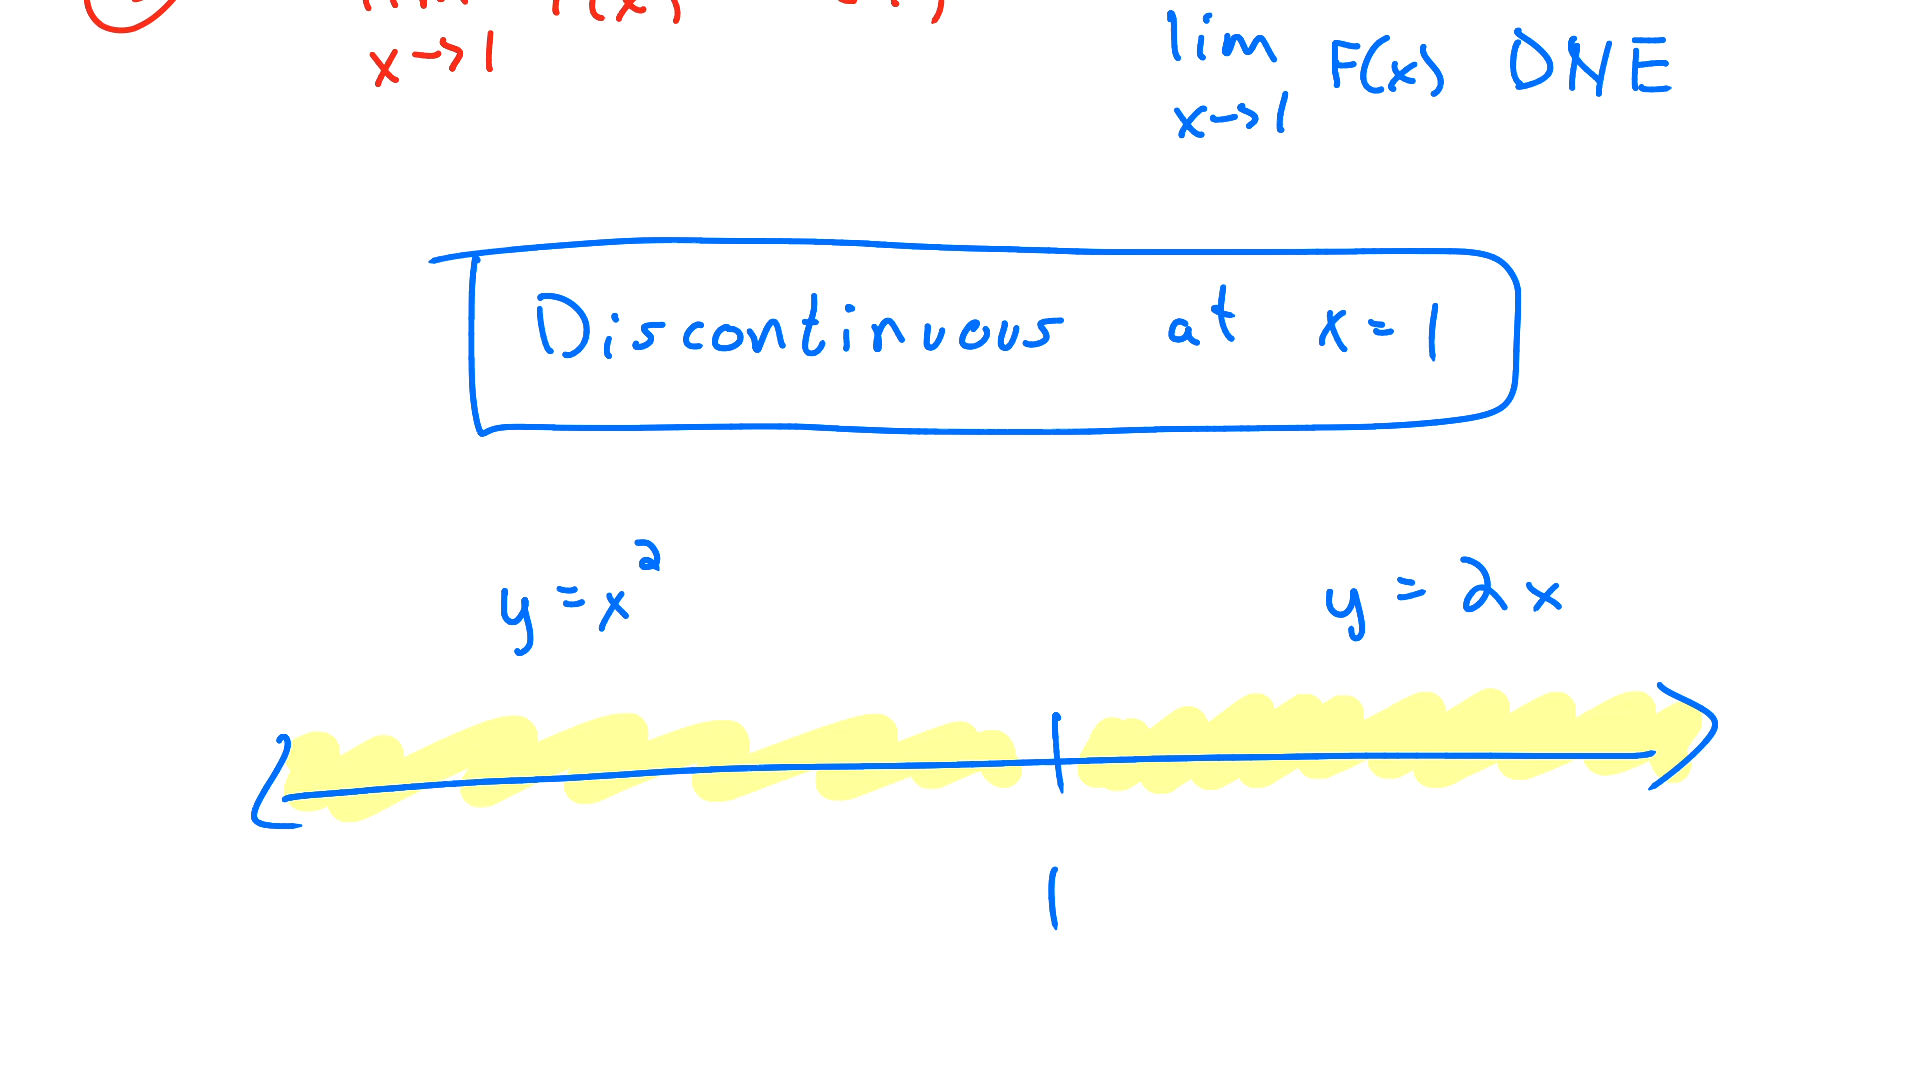 x→1
lim F(x) DNE
x→1
Discontinuous at x=1
y=x²
y=2x
1